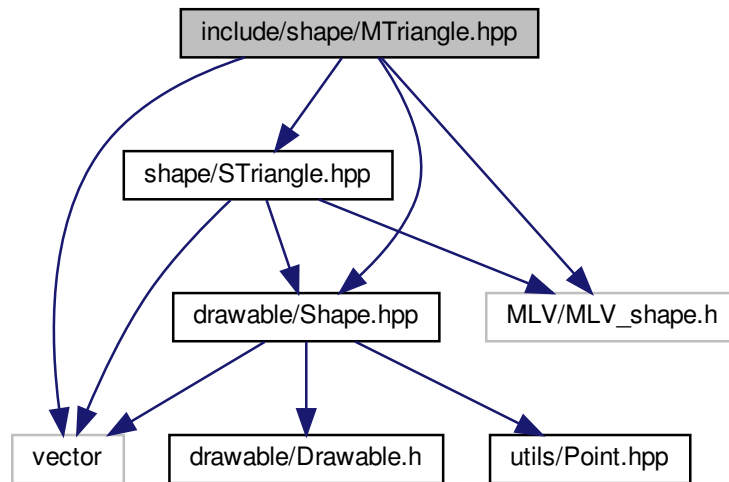 include/shape/MTriangle.hpp
shape/STriangle.hpp
drawable/Shape.hpp
MLV/MLV_shape.h
vector
drawable/Drawable.h
utils/Point.hpp